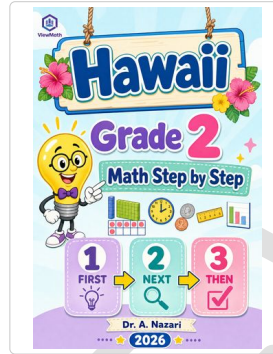 ViewMath
Hawaii
Grade 2
Math Step by Step
1 2 3
FIRST NEXT THEN
Dr. A. Nazari
2026